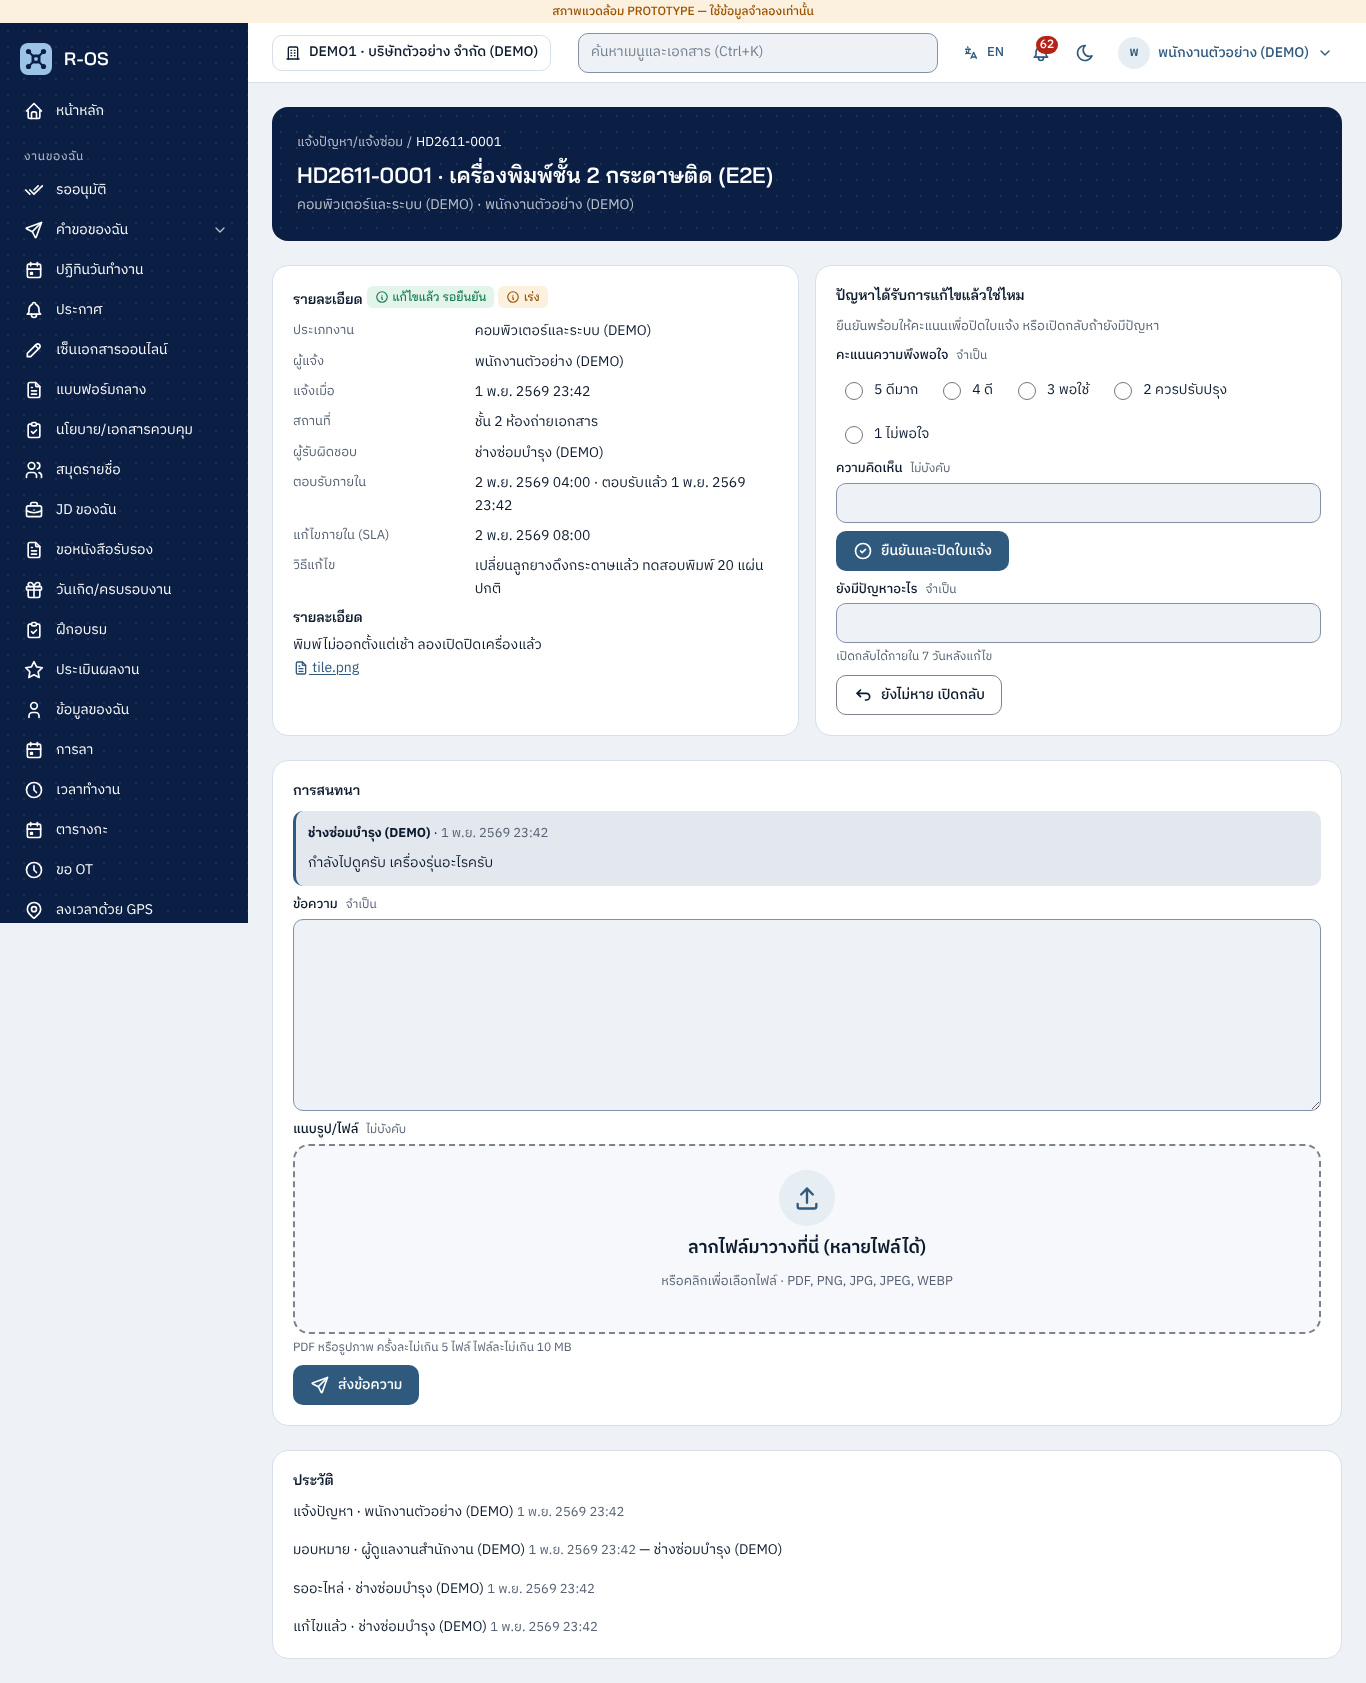 สภาพแวดล้อม PROTOTYPE — ใช้ข้อมูลจำลองเท่านั้น
R-OS
DEMO1 · บริษัทตัวอย่าง จำกัด (DEMO)
ค้นหาเมนูและเอกสาร (Ctrl+K)
EN
62
พ
พนักงานตัวอย่าง (DEMO)
หน้าหลัก
งานของฉัน
รออนุมัติ
คำขอของฉัน
ปฏิทินวันทำงาน
ประกาศ
เซ็นเอกสารออนไลน์
แบบฟอร์มกลาง
นโยบาย/เอกสารควบคุม
สมุดรายชื่อ
JD ของฉัน
ขอหนังสือรับรอง
วันเกิด/ครบรอบงาน
ฝึกอบรม
ประเมินผลงาน
ข้อมูลของฉัน
การลา
เวลาทำงาน
ตารางกะ
ขอ OT
ลงเวลาด้วย GPS
แจ้งปัญหา/แจ้งซ่อม / HD2611-0001
HD2611-0001 · เครื่องพิมพ์ชั้น 2 กระดาษติด (E2E)
คอมพิวเตอร์และระบบ (DEMO) · พนักงานตัวอย่าง (DEMO)
รายละเอียด แก้ไขแล้ว รอยืนยัน เร่ง
ประเภทงาน คอมพิวเตอร์และระบบ (DEMO)
ผู้แจ้ง พนักงานตัวอย่าง (DEMO)
แจ้งเมื่อ 1 พ.ย. 2569 23:42
สถานที่ ชั้น 2 ห้องถ่ายเอกสาร
ผู้รับผิดชอบ ช่างซ่อมบำรุง (DEMO)
ตอบรับภายใน 2 พ.ย. 2569 04:00 · ตอบรับแล้ว 1 พ.ย. 2569
23:42
แก้ไขภายใน (SLA) 2 พ.ย. 2569 08:00
วิธีแก้ไข เปลี่ยนลูกยางดึงกระดาษแล้ว ทดสอบพิมพ์ 20 แผ่น
ปกติ
รายละเอียด
พิมพ์ไม่ออกตั้งแต่เช้า ลองเปิดปิดเครื่องแล้ว
tile.png
ปัญหาได้รับการแก้ไขแล้วใช่ไหม
ยืนยันพร้อมให้คะแนนเพื่อปิดใบแจ้ง หรือเปิดกลับถ้ายังมีปัญหา
คะแนนความพึงพอใจ จำเป็น
5 ดีมาก 4 ดี 3 พอใช้ 2 ควรปรับปรุง
1 ไม่พอใจ
ความคิดเห็น ไม่บังคับ
ยืนยันและปิดใบแจ้ง
ยังมีปัญหาอะไร จำเป็น
เปิดกลับได้ภายใน 7 วันหลังแก้ไข
ยังไม่หาย เปิดกลับ
การสนทนา
ช่างซ่อมบำรุง (DEMO) · 1 พ.ย. 2569 23:42
กำลังไปดูครับ เครื่องรุ่นอะไรครับ
ข้อความ จำเป็น
แนบรูป/ไฟล์ ไม่บังคับ
ลากไฟล์มาวางที่นี่ (หลายไฟล์ได้)
หรือคลิกเพื่อเลือกไฟล์ · PDF, PNG, JPG, JPEG, WEBP
PDF หรือรูปภาพ ครั้งละไม่เกิน 5 ไฟล์ ไฟล์ละไม่เกิน 10 MB
ส่งข้อความ
ประวัติ
แจ้งปัญหา · พนักงานตัวอย่าง (DEMO) 1 พ.ย. 2569 23:42
มอบหมาย · ผู้ดูแลงานสำนักงาน (DEMO) 1 พ.ย. 2569 23:42 — ช่างซ่อมบำรุง (DEMO)
รออะไหล่ · ช่างซ่อมบำรุง (DEMO) 1 พ.ย. 2569 23:42
แก้ไขแล้ว · ช่างซ่อมบำรุง (DEMO) 1 พ.ย. 2569 23:42